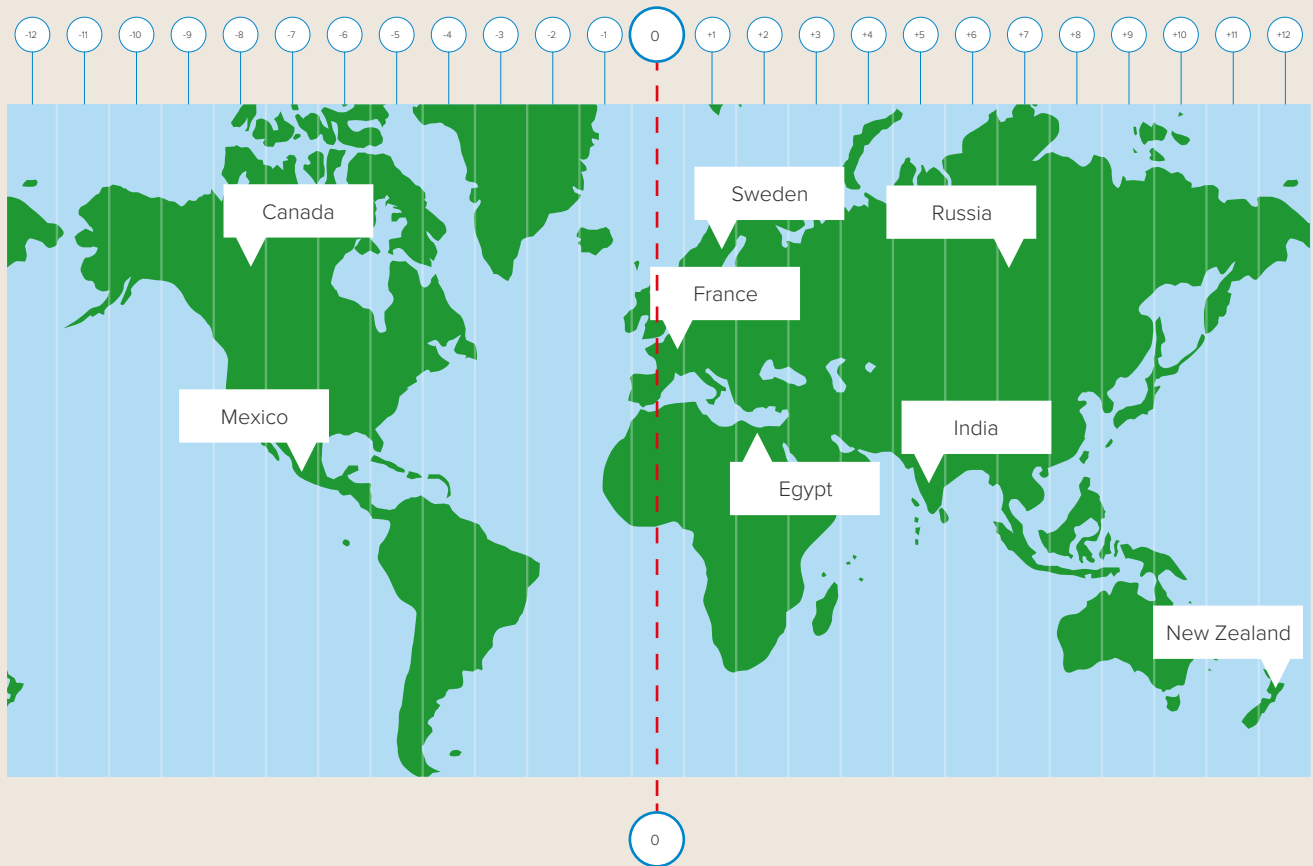 -12 -11 -10 -9 -8 -7 -6 -5 -4 -3 -2 -1 0 +1 +2 +3 +4 +5 +6 +7 +8 +9 +10 +11 +12
Sweden
Canada
Russia
France
Mexico
India
Egypt
New Zealand
0